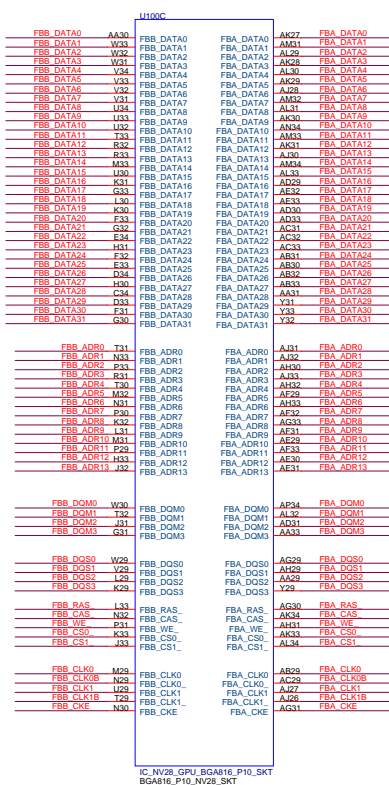 U100C
FBB_DATA0 AA30 FBB_DATA0 FBA_DATA0 AK27 FBA_DATA0
FBB_DATA1 W33 FBB_DATA1 FBA_DATA1 AM31 FBA_DATA1
FBB_DATA2 W32 FBB_DATA2 FBA_DATA2 AL29 FBA_DATA2
FBB_DATA3 W31 FBB_DATA3 FBA_DATA3 AK28 FBA_DATA3
FBB_DATA4 V34 FBB_DATA4 FBA_DATA4 AL30 FBA_DATA4
FBB_DATA5 V33 FBB_DATA5 FBA_DATA5 AK29 FBA_DATA5
FBB_DATA6 V32 FBB_DATA6 FBA_DATA6 AJ28 FBA_DATA6
FBB_DATA7 V31 FBB_DATA7 FBA_DATA7 AM32 FBA_DATA7
FBB_DATA8 U34 FBB_DATA8 FBA_DATA8 AL31 FBA_DATA8
FBB_DATA9 U33 FBB_DATA9 FBA_DATA9 AK30 FBA_DATA9
FBB_DATA10 U32 FBB_DATA10 FBA_DATA10 AN34 FBA_DATA10
FBB_DATA11 T33 FBB_DATA11 FBA_DATA11 AM33 FBA_DATA11
FBB_DATA12 R32 FBB_DATA12 FBA_DATA12 AK31 FBA_DATA12
FBB_DATA13 R33 FBB_DATA13 FBA_DATA13 AJ30 FBA_DATA13
FBB_DATA14 M33 FBB_DATA14 FBA_DATA14 AM34 FBA_DATA14
FBB_DATA15 U30 FBB_DATA15 FBA_DATA15 AL33 FBA_DATA15
FBB_DATA16 K31 FBB_DATA16 FBA_DATA16 AD29 FBA_DATA16
FBB_DATA17 G33 FBB_DATA17 FBA_DATA17 AE32 FBA_DATA17
FBB_DATA18 L30 FBB_DATA18 FBA_DATA18 AE33 FBA_DATA18
FBB_DATA19 K30 FBB_DATA19 FBA_DATA19 AD30 FBA_DATA19
FBB_DATA20 F33 FBB_DATA20 FBA_DATA20 AD33 FBA_DATA20
FBB_DATA21 G32 FBB_DATA21 FBA_DATA21 AC31 FBA_DATA21
FBB_DATA22 E34 FBB_DATA22 FBA_DATA22 AC32 FBA_DATA22
FBB_DATA23 H31 FBB_DATA23 FBA_DATA23 AC33 FBA_DATA23
FBB_DATA24 F32 FBB_DATA24 FBA_DATA24 AB31 FBA_DATA24
FBB_DATA25 E33 FBB_DATA25 FBA_DATA25 AB30 FBA_DATA25
FBB_DATA26 D34 FBB_DATA26 FBA_DATA26 AB32 FBA_DATA26
FBB_DATA27 H30 FBB_DATA27 FBA_DATA27 AB33 FBA_DATA27
FBB_DATA28 C34 FBB_DATA28 FBA_DATA28 AA31 FBA_DATA28
FBB_DATA29 D33 FBB_DATA29 FBA_DATA29 Y31 FBA_DATA29
FBB_DATA30 F31 FBB_DATA30 FBA_DATA30 Y33 FBA_DATA30
FBB_DATA31 G30 FBB_DATA31 FBA_DATA31 Y32 FBA_DATA31
FBB_ADR0 T31 FBB_ADR0 FBA_ADR0 AJ31 FBA_ADR0
FBB_ADR1 N33 FBB_ADR1 FBA_ADR1 AJ32 FBA_ADR1
FBB_ADR2 P33 FBB_ADR2 FBA_ADR2 AH30 FBA_ADR2
FBB_ADR3 R31 FBB_ADR3 FBA_ADR3 AJ33 FBA_ADR3
FBB_ADR4 T30 FBB_ADR4 FBA_ADR4 AH32 FBA_ADR4
FBB_ADR5 M32 FBB_ADR5 FBA_ADR5 AF29 FBA_ADR5
FBB_ADR6 N31 FBB_ADR6 FBA_ADR6 AH33 FBA_ADR6
FBB_ADR7 P30 FBB_ADR7 FBA_ADR7 AF32 FBA_ADR7
FBB_ADR8 K32 FBB_ADR8 FBA_ADR8 AG33 FBA_ADR8
FBB_ADR9 L31 FBB_ADR9 FBA_ADR9 AF31 FBA_ADR9
FBB_ADR10 M31 FBB_ADR10 FBA_ADR10 AE29 FBA_ADR10
FBB_ADR11 P29 FBB_ADR11 FBA_ADR11 AF33 FBA_ADR11
FBB_ADR12 H33 FBB_ADR12 FBA_ADR12 AE30 FBA_ADR12
FBB_ADR13 J32 FBB_ADR13 FBA_ADR13 AE31 FBA_ADR13
FBB_DQM0 W30 FBB_DQM0 FBA_DQM0 AP34 FBA_DQM0
FBB_DQM1 T32 FBB_DQM1 FBA_DQM1 AL32 FBA_DQM1
FBB_DQM2 J31 FBB_DQM2 FBA_DQM2 AD31 FBA_DQM2
FBB_DQM3 G31 FBB_DQM3 FBA_DQM3 AA33 FBA_DQM3
FBB_DQS0 W29 FBB_DQS0 FBA_DQS0 AG29 FBA_DQS0
FBB_DQS1 V29 FBB_DQS1 FBA_DQS1 AH29 FBA_DQS1
FBB_DQS2 L29 FBB_DQS2 FBA_DQS2 AA29 FBA_DQS2
FBB_DQS3 K29 FBB_DQS3 FBA_DQS3 Y29 FBA_DQS3
FBB_RAS_ L33 FBB_RAS_ FBA_RAS_ AG30 FBA_RAS_
FBB_CAS_ N32 FBB_CAS_ FBA_CAS_ AK34 FBA_CAS_
FBB_WE_ P31 FBB_WE_ FBA_WE_ AH31 FBA_WE_
FBB_CS0_ K33 FBB_CS0_ FBA_CS0_ AK33 FBA_CS0_
FBB_CS1_ J33 FBB_CS1_ FBA_CS1_ AL34 FBA_CS1_
FBB_CLK0 M29 FBB_CLK0 FBA_CLK0 AB29 FBA_CLK0
FBB_CLK0B N29 FBB_CLK0_ FBA_CLK0_ AC29 FBA_CLK0B
FBB_CLK1 U29 FBB_CLK1 FBA_CLK1 AJ27 FBA_CLK1
FBB_CLK1B T29 FBB_CLK1_ FBA_CLK1_ AJ26 FBA_CLK1B
FBB_CKE N30 FBB_CKE FBA_CKE AG31 FBA_CKE
IC_NV28_GPU_BGA816_P10_SKT
BGA816_P10_NV28_SKT